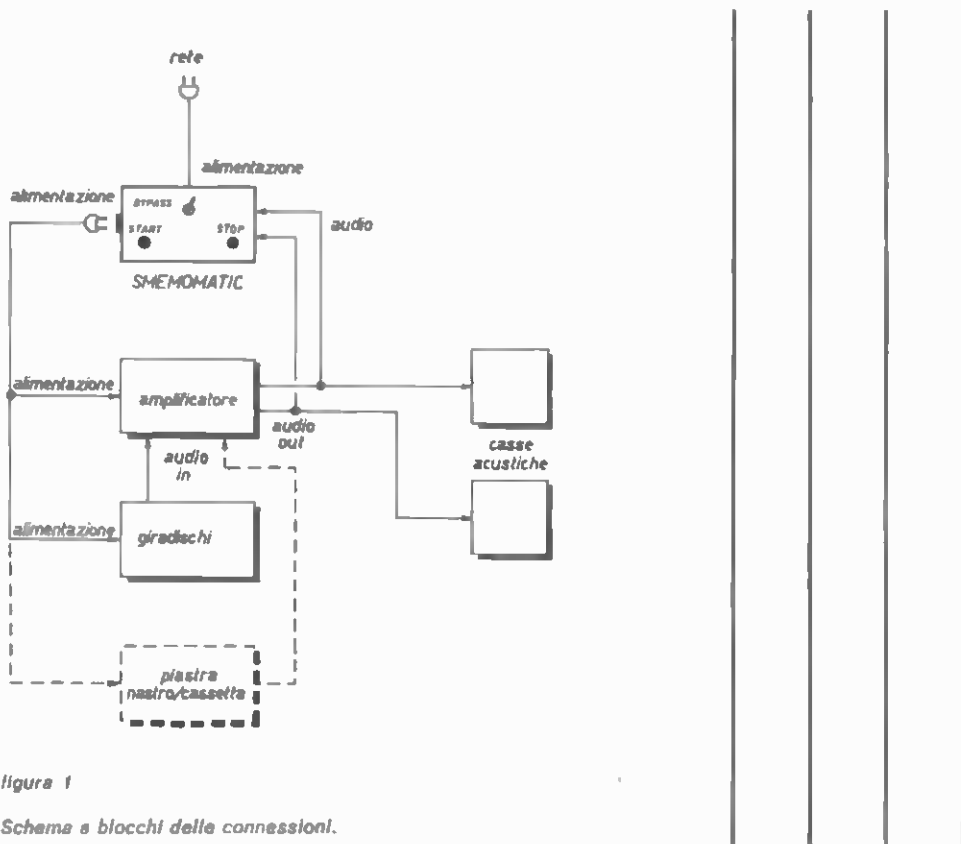 rete
alimentazione
alimentazione
BYPASS
START
STOP
audio
SMEMOMATIC
alimentazione
amplificatore
audio
out
audio
in
casse
acustiche
alimentazione
giradischi
piastra
nastro/cassetta
figura 1
Schema a blocchi delle connessioni.